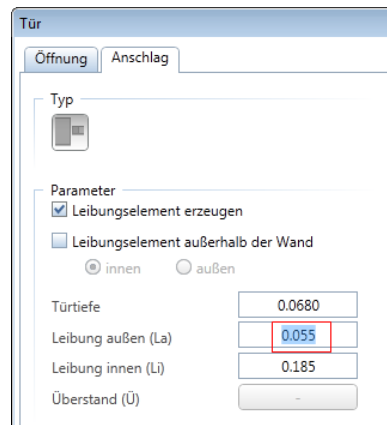 Tür
Öffnung Anschlag
Typ
Parameter
Leibungselement erzeugen
Leibungselement außerhalb der Wand
innen außen
Türtiefe 0.0680
Leibung außen (La) 0.055
Leibung innen (Li) 0.185
Überstand (Ü) -